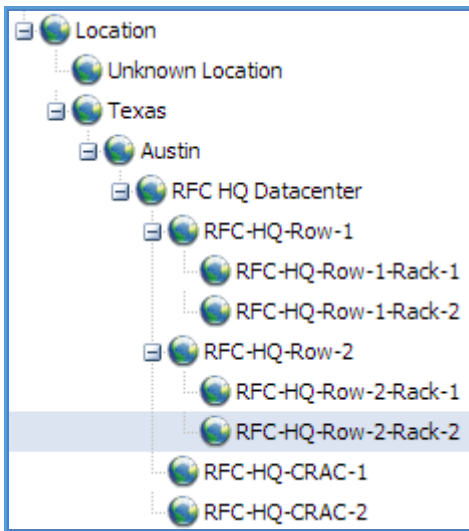 Location
Unknown Location
Texas
Austin
RFC HQ Datacenter
RFC-HQ-Row-1
RFC-HQ-Row-1-Rack-1
RFC-HQ-Row-1-Rack-2
RFC-HQ-Row-2
RFC-HQ-Row-2-Rack-1
RFC-HQ-Row-2-Rack-2
RFC-HQ-CRAC-1
RFC-HQ-CRAC-2